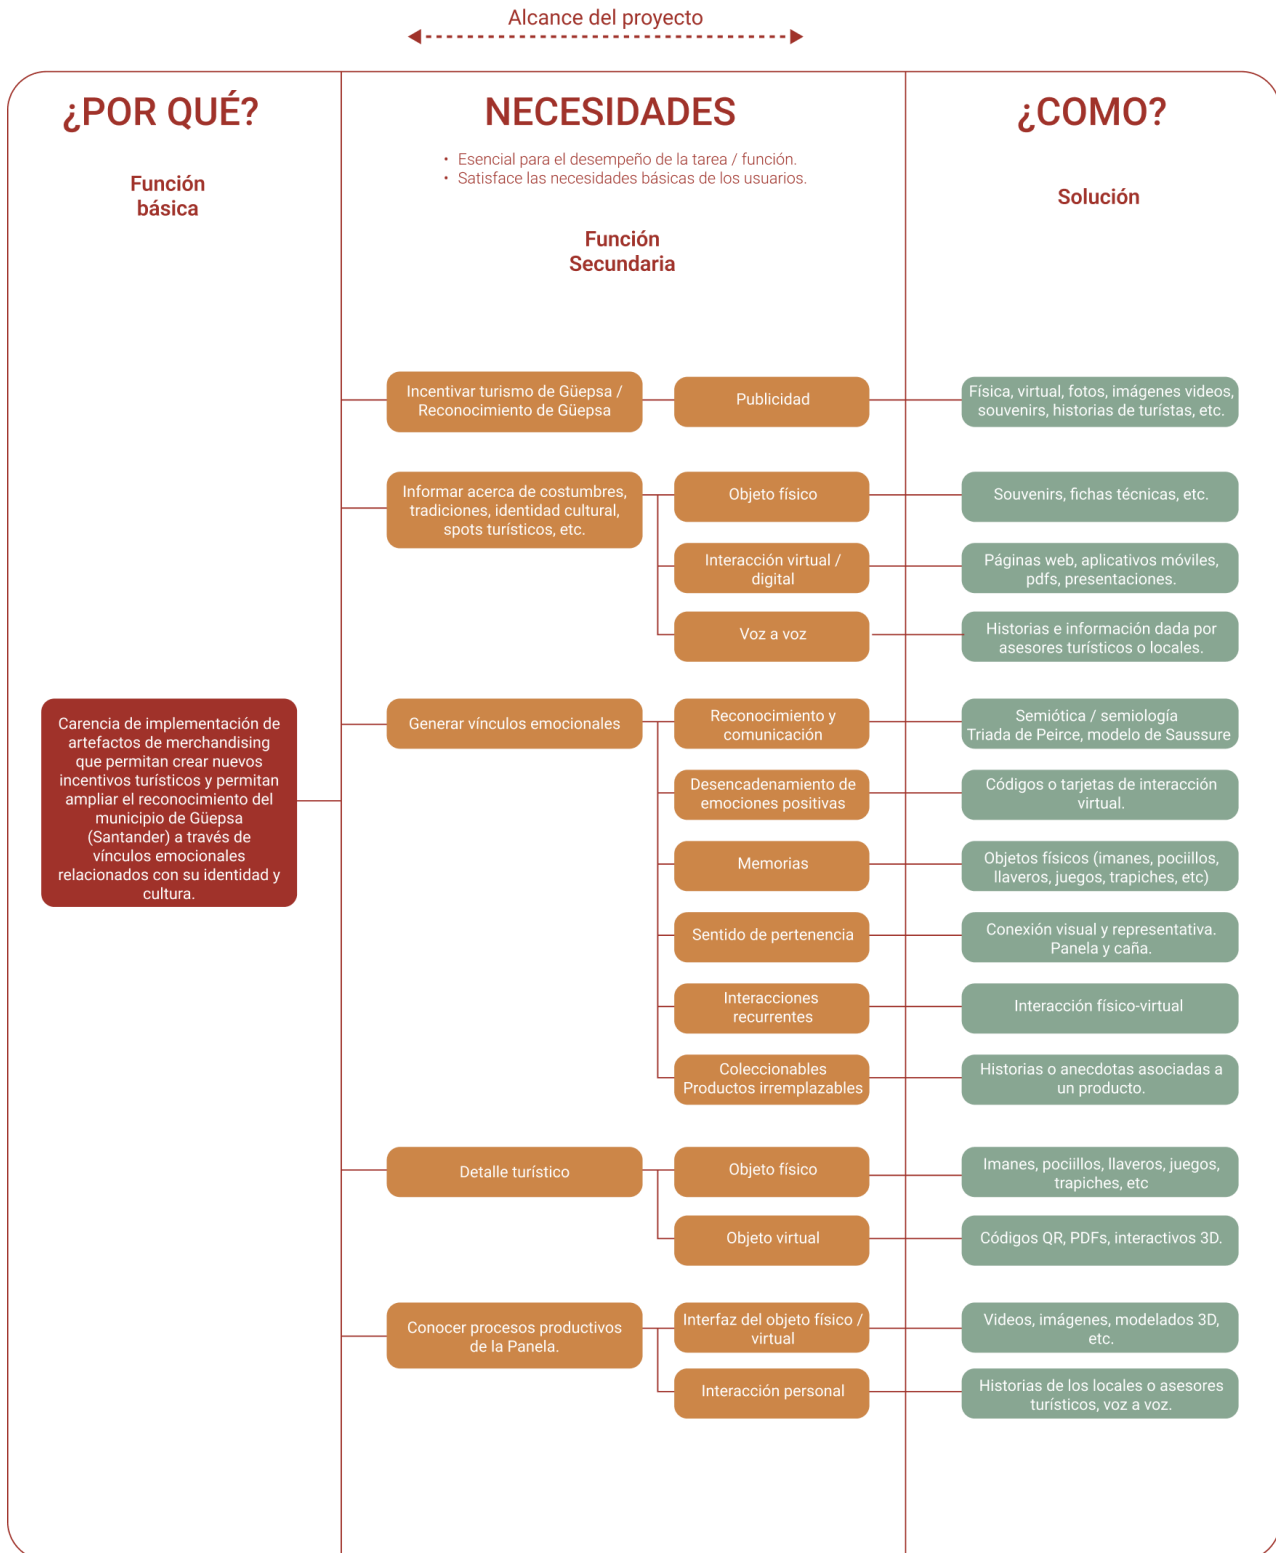 Alcance del proyecto
¿POR QUÉ?
Función
básica
NECESIDADES
• Esencial para el desempeño de la tarea / función.
• Satisface las necesidades básicas de los usuarios.
Función
Secundaria
¿COMO?
Solución
Carencia de implementación de
artefactos de merchandising
que permitan crear nuevos
incentivos turísticos y permitan
ampliar el reconocimiento del
municipio de Güepsa
(Santander) a través de
vínculos emocionales
relacionados con su identidad y
cultura.
Incentivar turismo de Güepsa /
Reconocimiento de Güepsa
Publicidad
Física, virtual, fotos, imágenes videos,
souvenirs, historias de turístas, etc.
Informar acerca de costumbres,
tradiciones, identidad cultural,
spots turísticos, etc.
Objeto físico
Souvenirs, fichas técnicas, etc.
Interacción virtual /
digital
Páginas web, aplicativos móviles,
pdfs, presentaciones.
Voz a voz
Historias e información dada por
asesores turísticos o locales.
Generar vínculos emocionales
Reconocimiento y
comunicación
Semiótica / semiología
Triada de Peirce, modelo de Saussure
Desencadenamiento de
emociones positivas
Códigos o tarjetas de interacción
virtual.
Memorias
Objetos físicos (imanes, pociillos,
llaveros, juegos, trapiches, etc)
Sentido de pertenencia
Conexión visual y representativa.
Panela y caña.
Interacciones
recurrentes
Interacción físico-virtual
Coleccionables
Productos irremplazables
Historias o anecdotas asociadas a
un producto.
Detalle turístico
Objeto físico
Imanes, pociillos, llaveros, juegos,
trapiches, etc
Objeto virtual
Códigos QR, PDFs, interactivos 3D.
Conocer procesos productivos
de la Panela.
Interfaz del objeto físico /
virtual
Videos, imágenes, modelados 3D,
etc.
Interacción personal
Historias de los locales o asesores
turísticos, voz a voz.